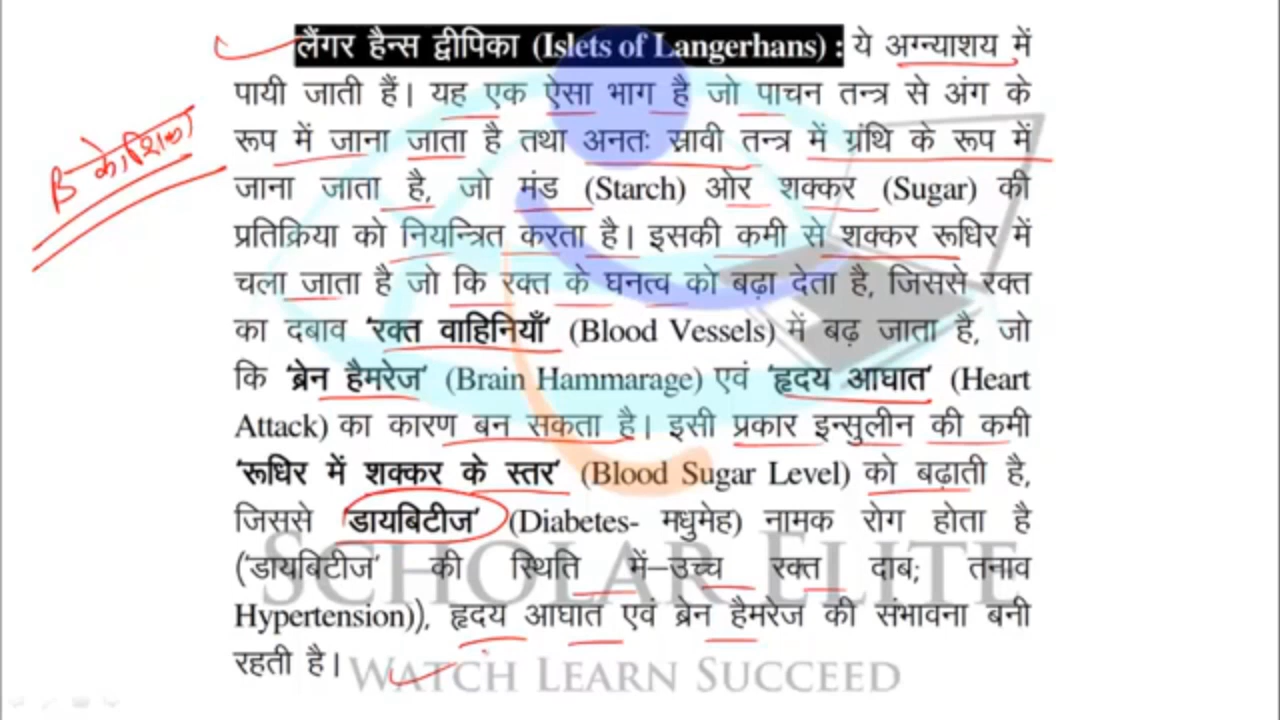 लैंगर हैन्स द्वीपिका (Islets of Langerhans) : ये अग्न्याशय में
पायी जाती हैं। यह एक ऐसा भाग है जो पाचन तन्त्र से अंग के
रूप में जाना जाता है तथा अनतः स्रावी तन्त्र में ग्रंथि के रूप में
जाना जाता है, जो मंड (Starch) ओर शक्कर (Sugar) की
प्रतिक्रिया को नियन्त्रित करता है। इसकी कमी से शक्कर रूधिर में
चला जाता है जो कि रक्त के घनत्व को बढ़ा देता है, जिससे रक्त
का दबाव 'रक्त वाहिनियाँ' (Blood Vessels) में बढ़ जाता है, जो
कि 'ब्रेन हैमरेज' (Brain Hammarage) एवं 'हृदय आघात' (Heart
Attack) का कारण बन सकता है। इसी प्रकार इन्सुलीन की कमी
'रूधिर में शक्कर के स्तर' (Blood Sugar Level) को बढ़ाती है,
जिससे 'डायबिटीज' (Diabetes- मधुमेह) नामक रोग होता है
('डायबिटीज' की स्थिति में–उच्च रक्त दाब; तनाव
Hypertension)), हृदय आघात एवं ब्रेन हैमरेज की संभावना बनी
रहती है।
B कोशिका
SCHOLAR ELITE
WATCH LEARN SUCCEED